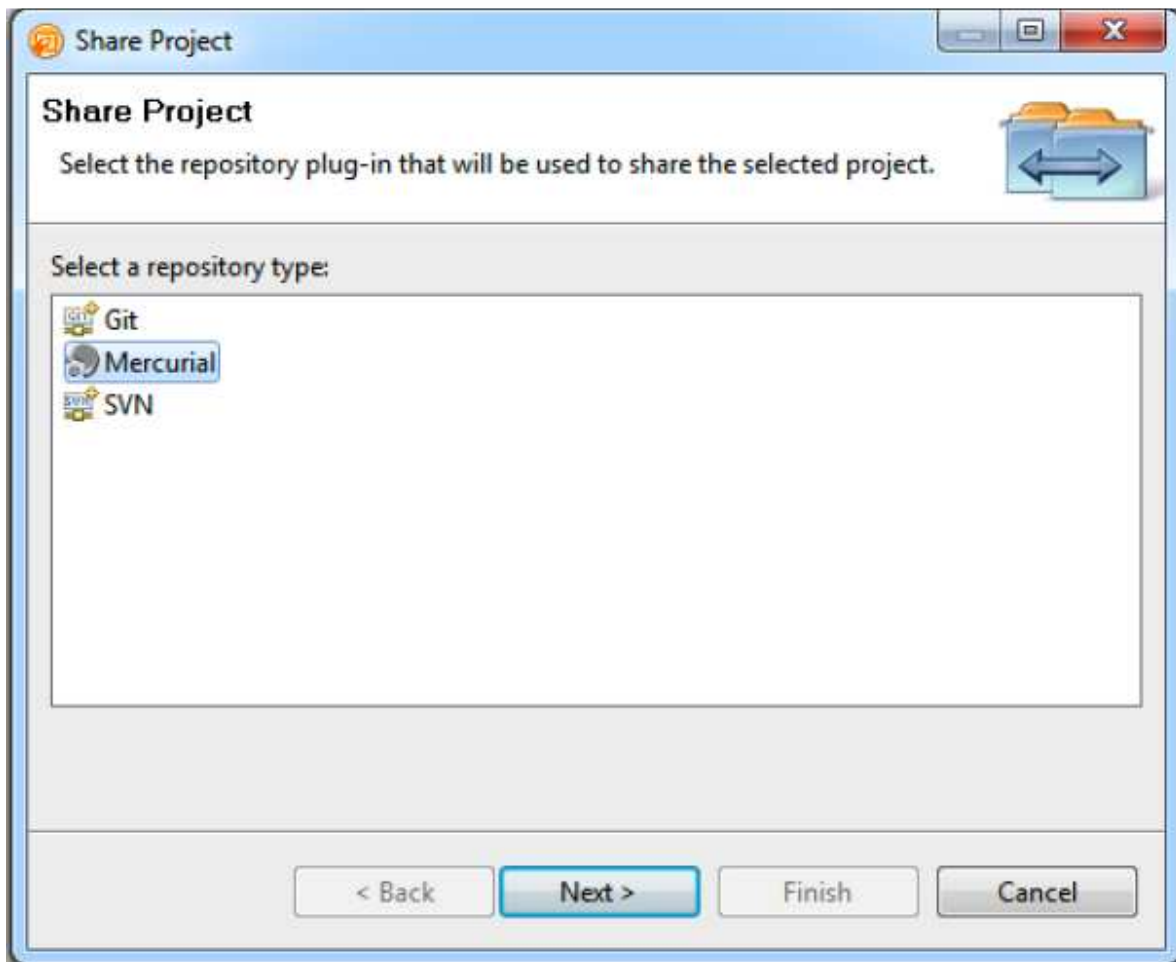 Share Project
Share Project
Select the repository plug-in that will be used to share the selected project.
Select a repository type:
Git
Mercurial
SVN
< Back Next > Finish Cancel